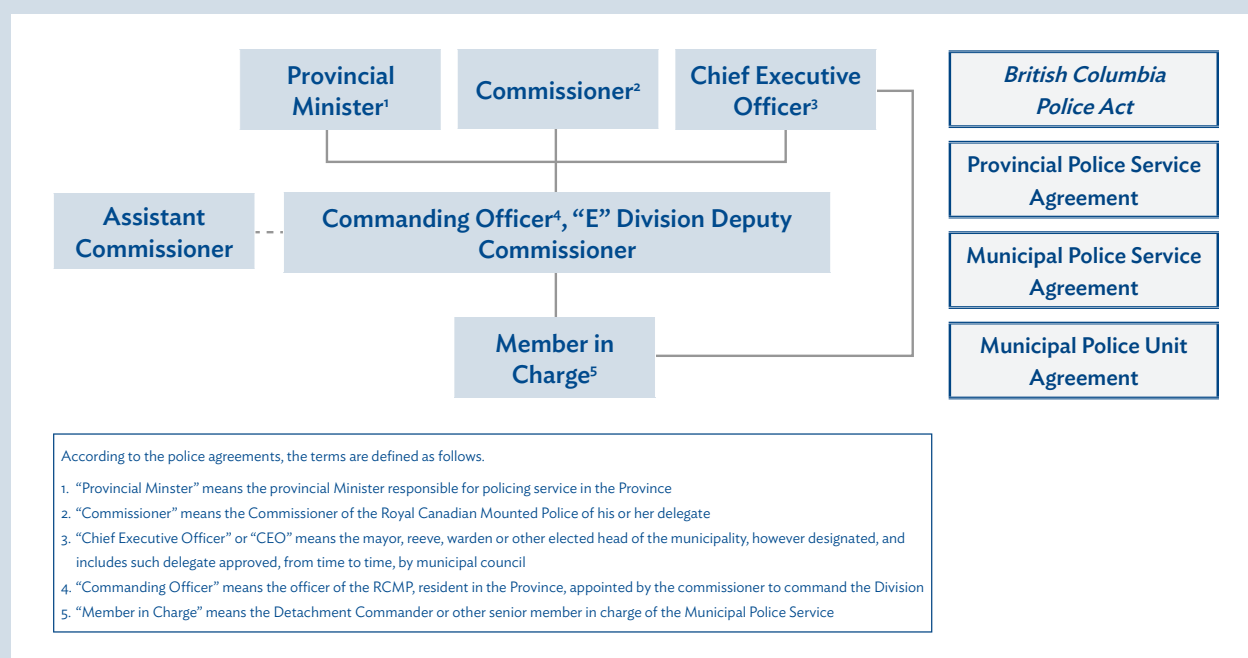 Provincial
Minister¹
Commissioner²
Chief Executive
Officer³
Assistant
Commissioner
Commanding Officer⁴, “E” Division Deputy
Commissioner
Member in
Charge⁵
British Columbia
Police Act
Provincial Police Service
Agreement
Municipal Police Service
Agreement
Municipal Police Unit
Agreement
According to the police agreements, the terms are defined as follows.
1. “Provincial Minster” means the provincial Minister responsible for policing service in the Province
2. “Commissioner” means the Commissioner of the Royal Canadian Mounted Police of his or her delegate
3. “Chief Executive Officer” or “CEO” means the mayor, reeve, warden or other elected head of the municipality, however designated, and
includes such delegate approved, from time to time, by municipal council
4. “Commanding Officer” means the officer of the RCMP, resident in the Province, appointed by the commissioner to command the Division
5. “Member in Charge” means the Detachment Commander or other senior member in charge of the Municipal Police Service